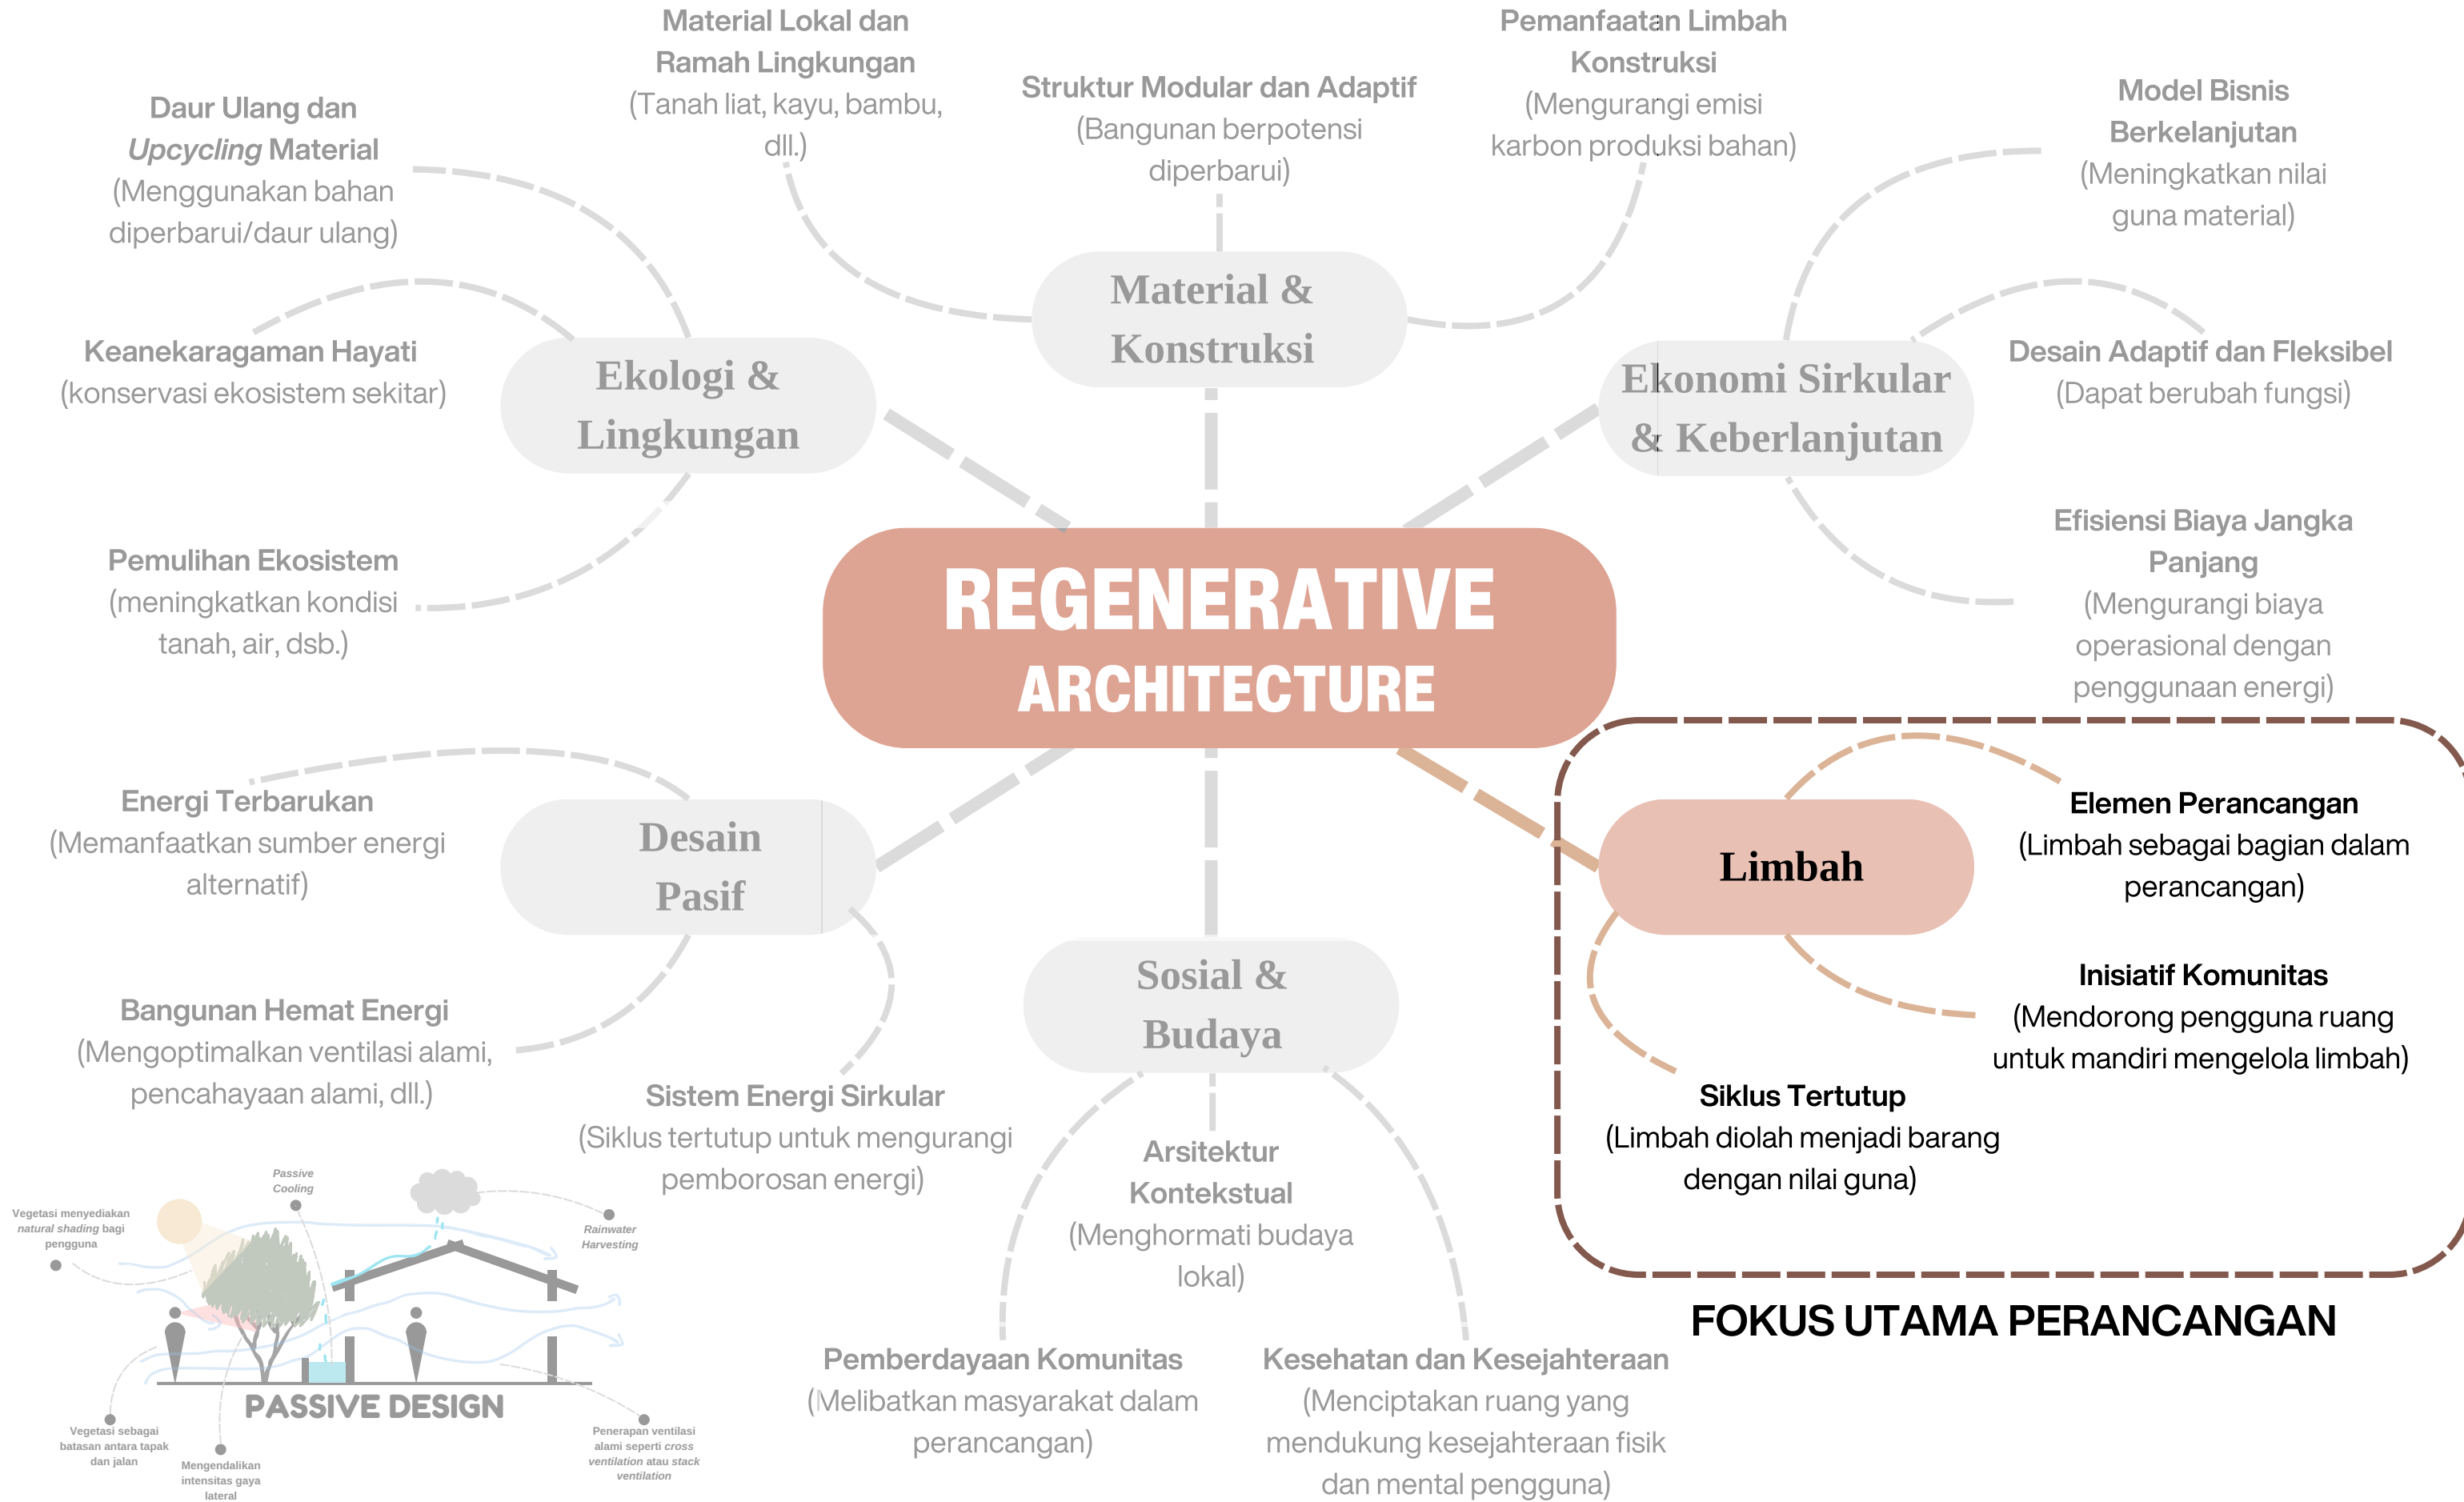 Material Lokal dan
Ramah Lingkungan
(Tanah liat, kayu, bambu,
dll.)
Struktur Modular dan Adaptif
(Bangunan berpotensi
diperbarui)
Pemanfaatan Limbah
Konstruksi
(Mengurangi emisi
karbon produksi bahan)
Daur Ulang dan
Upcycling Material
(Menggunakan bahan
diperbarui/daur ulang)
Model Bisnis
Berkelanjutan
(Meningkatkan nilai
guna material)
Material &
Konstruksi
Keanekaragaman Hayati
(konservasi ekosistem sekitar)
Ekologi &
Lingkungan
Ekonomi Sirkular
& Keberlanjutan
Desain Adaptif dan Fleksibel
(Dapat berubah fungsi)
Pemulihan Ekosistem
(meningkatkan kondisi
tanah, air, dsb.)
Efisiensi Biaya Jangka
Panjang
(Mengurangi biaya
operasional dengan
penggunaan energi)
REGENERATIVE
ARCHITECTURE
Energi Terbarukan
(Memanfaatkan sumber energi
alternatif)
Desain
Pasif
Limbah
Elemen Perancangan
(Limbah sebagai bagian dalam
perancangan)
Bangunan Hemat Energi
(Mengoptimalkan ventilasi alami,
pencahayaan alami, dll.)
Sosial &
Budaya
Inisiatif Komunitas
(Mendorong pengguna ruang
untuk mandiri mengelola limbah)
Sistem Energi Sirkular
(Siklus tertutup untuk mengurangi
pemborosan energi)
Siklus Tertutup
(Limbah diolah menjadi barang
dengan nilai guna)
Arsitektur
Kontekstual
(Menghormati budaya
lokal)
FOKUS UTAMA PERANCANGAN
Pemberdayaan Komunitas
(Melibatkan masyarakat dalam
perancangan)
Kesehatan dan Kesejahteraan
(Menciptakan ruang yang
mendukung kesejahteraan fisik
dan mental pengguna)
Passive
Cooling
Vegetasi menyediakan
natural shading bagi
pengguna
Rainwater
Harvesting
PASSIVE DESIGN
Vegetasi sebagai
batasan antara tapak
dan jalan
Mengendalikan
intensitas gaya
lateral
Penerapan ventilasi
alami seperti cross
ventilation atau stack
ventilation